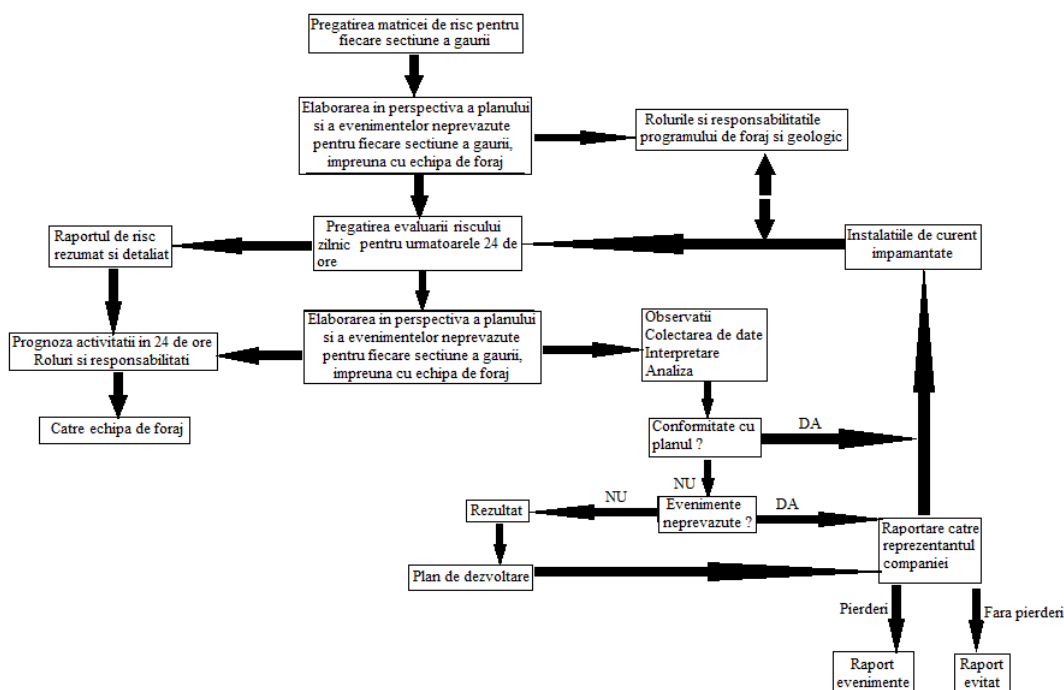 Pregatirea matricei de risc pentru
fiecare sectiune a gaurii
Elaborarea in perspectiva a planului
si a evenimentelor neprevazute
pentru fiecare sectiune a gaurii,
impreuna cu echipa de foraj
Rolurile si responsabilitatile
programului de foraj si geologic
Raportul de risc
rezumat si detaliat
Pregatirea evaluarii riscului
zilnic pentru urmatoarele 24 de
ore
Instalatiile de curent
impamantate
Prognoza activitatii in 24 de ore
Roluri si responsabilitati
Elaborarea in perspectiva a planului
si a evenimentelor neprevazute
pentru fiecare sectiune a gaurii,
impreuna cu echipa de foraj
Observatii
Colectarea de date
Interpretare
Analiza
Catre echipa de foraj
Conformitate cu
planul ?
DA
NU
Rezultat
NU
Evenimente
neprevazute ?
DA
Raportare catre
reprezentantul
companiei
Plan de dezvoltare
Pierderi
Fara pierderi
Raport
evenimente
Raport
evitat